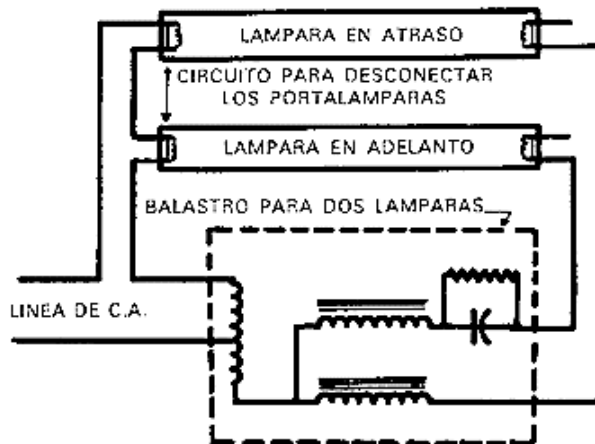 LAMPARA EN ATRASO
CIRCUITO PARA DESCONECTAR
LOS PORTALAMPARAS
LAMPARA EN ADELANTO
BALASTRO PARA DOS LAMPARAS
LINEA DE C.A.